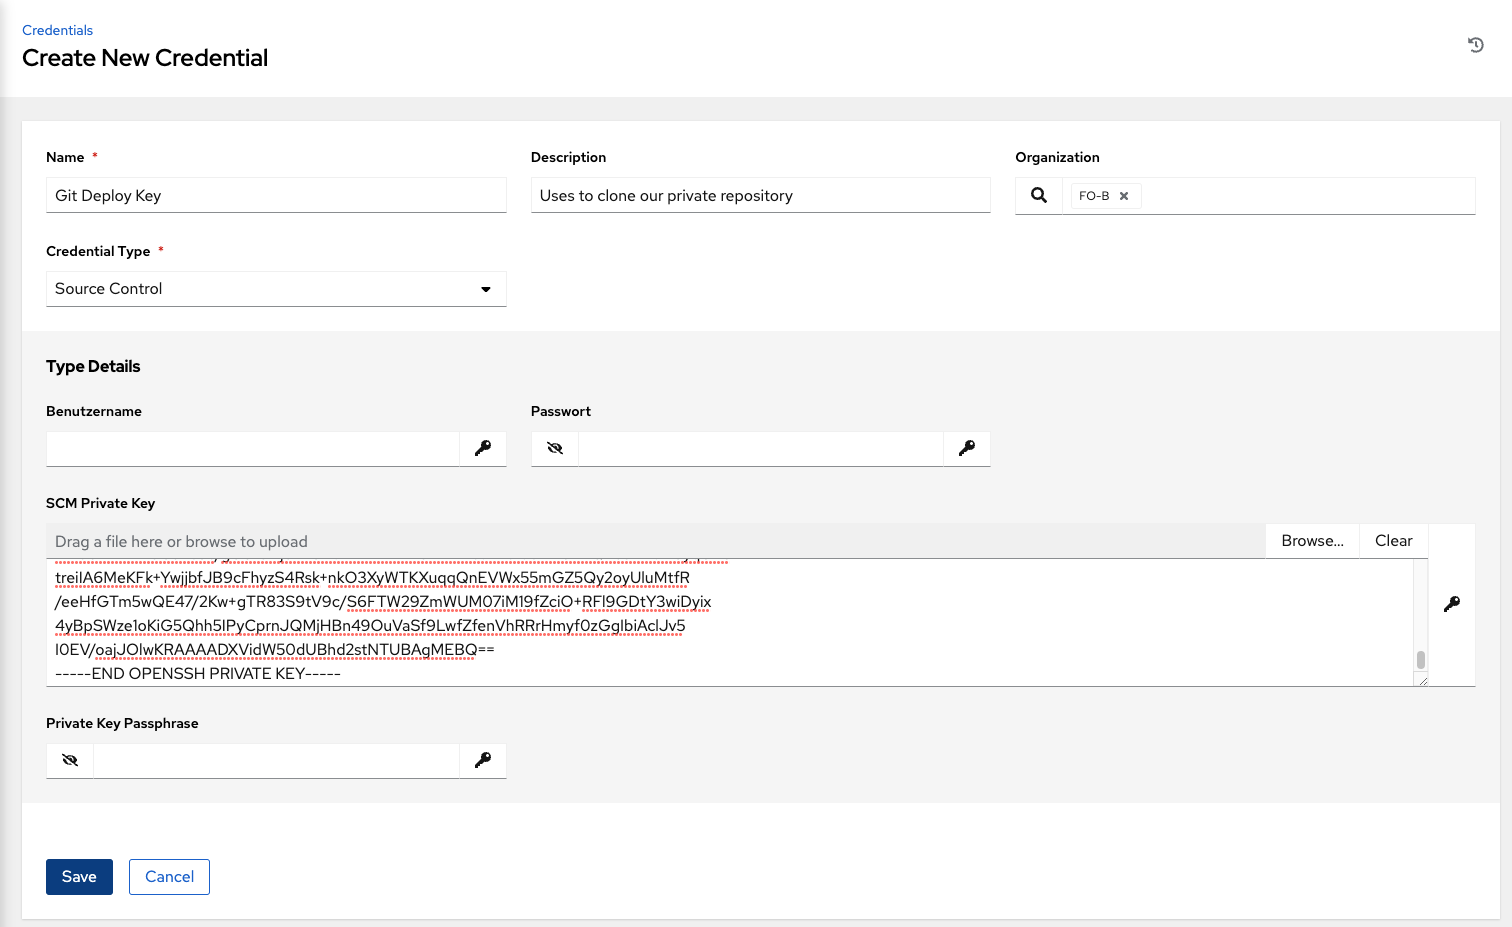 Credentials
Create New Credential
Name *
Description
Organization
Git Deploy Key
Uses to clone our private repository
FO-B
Credential Type *
Source Control
Type Details
Benutzername
Passwort
SCM Private Key
Drag a file here or browse to upload
Browse...
Clear
treilA6MeKFk+YwjjbfJB9cFhyzS4Rsk+nkO3XyWTKXuqqQnEVWx55mGZ5Qy2oyUluMtfR
/eeHfGTm5wQE47/2Kw+gTR83S9tV9c/S6FTW29ZmWUM07iM19fZciO+RFl9GDtY3wiDyix
4yBpSWze1oKiG5Qhh5IPyCprnJQMjHBn49OuVaSf9LwfZfenVhRRrHmyf0zGglbiAclJv5
I0EV/oajJOlwKRAAAADXVidW50dUBhd2stNTUBAgMEBQ==
-----END OPENSSH PRIVATE KEY-----
Private Key Passphrase
Save
Cancel